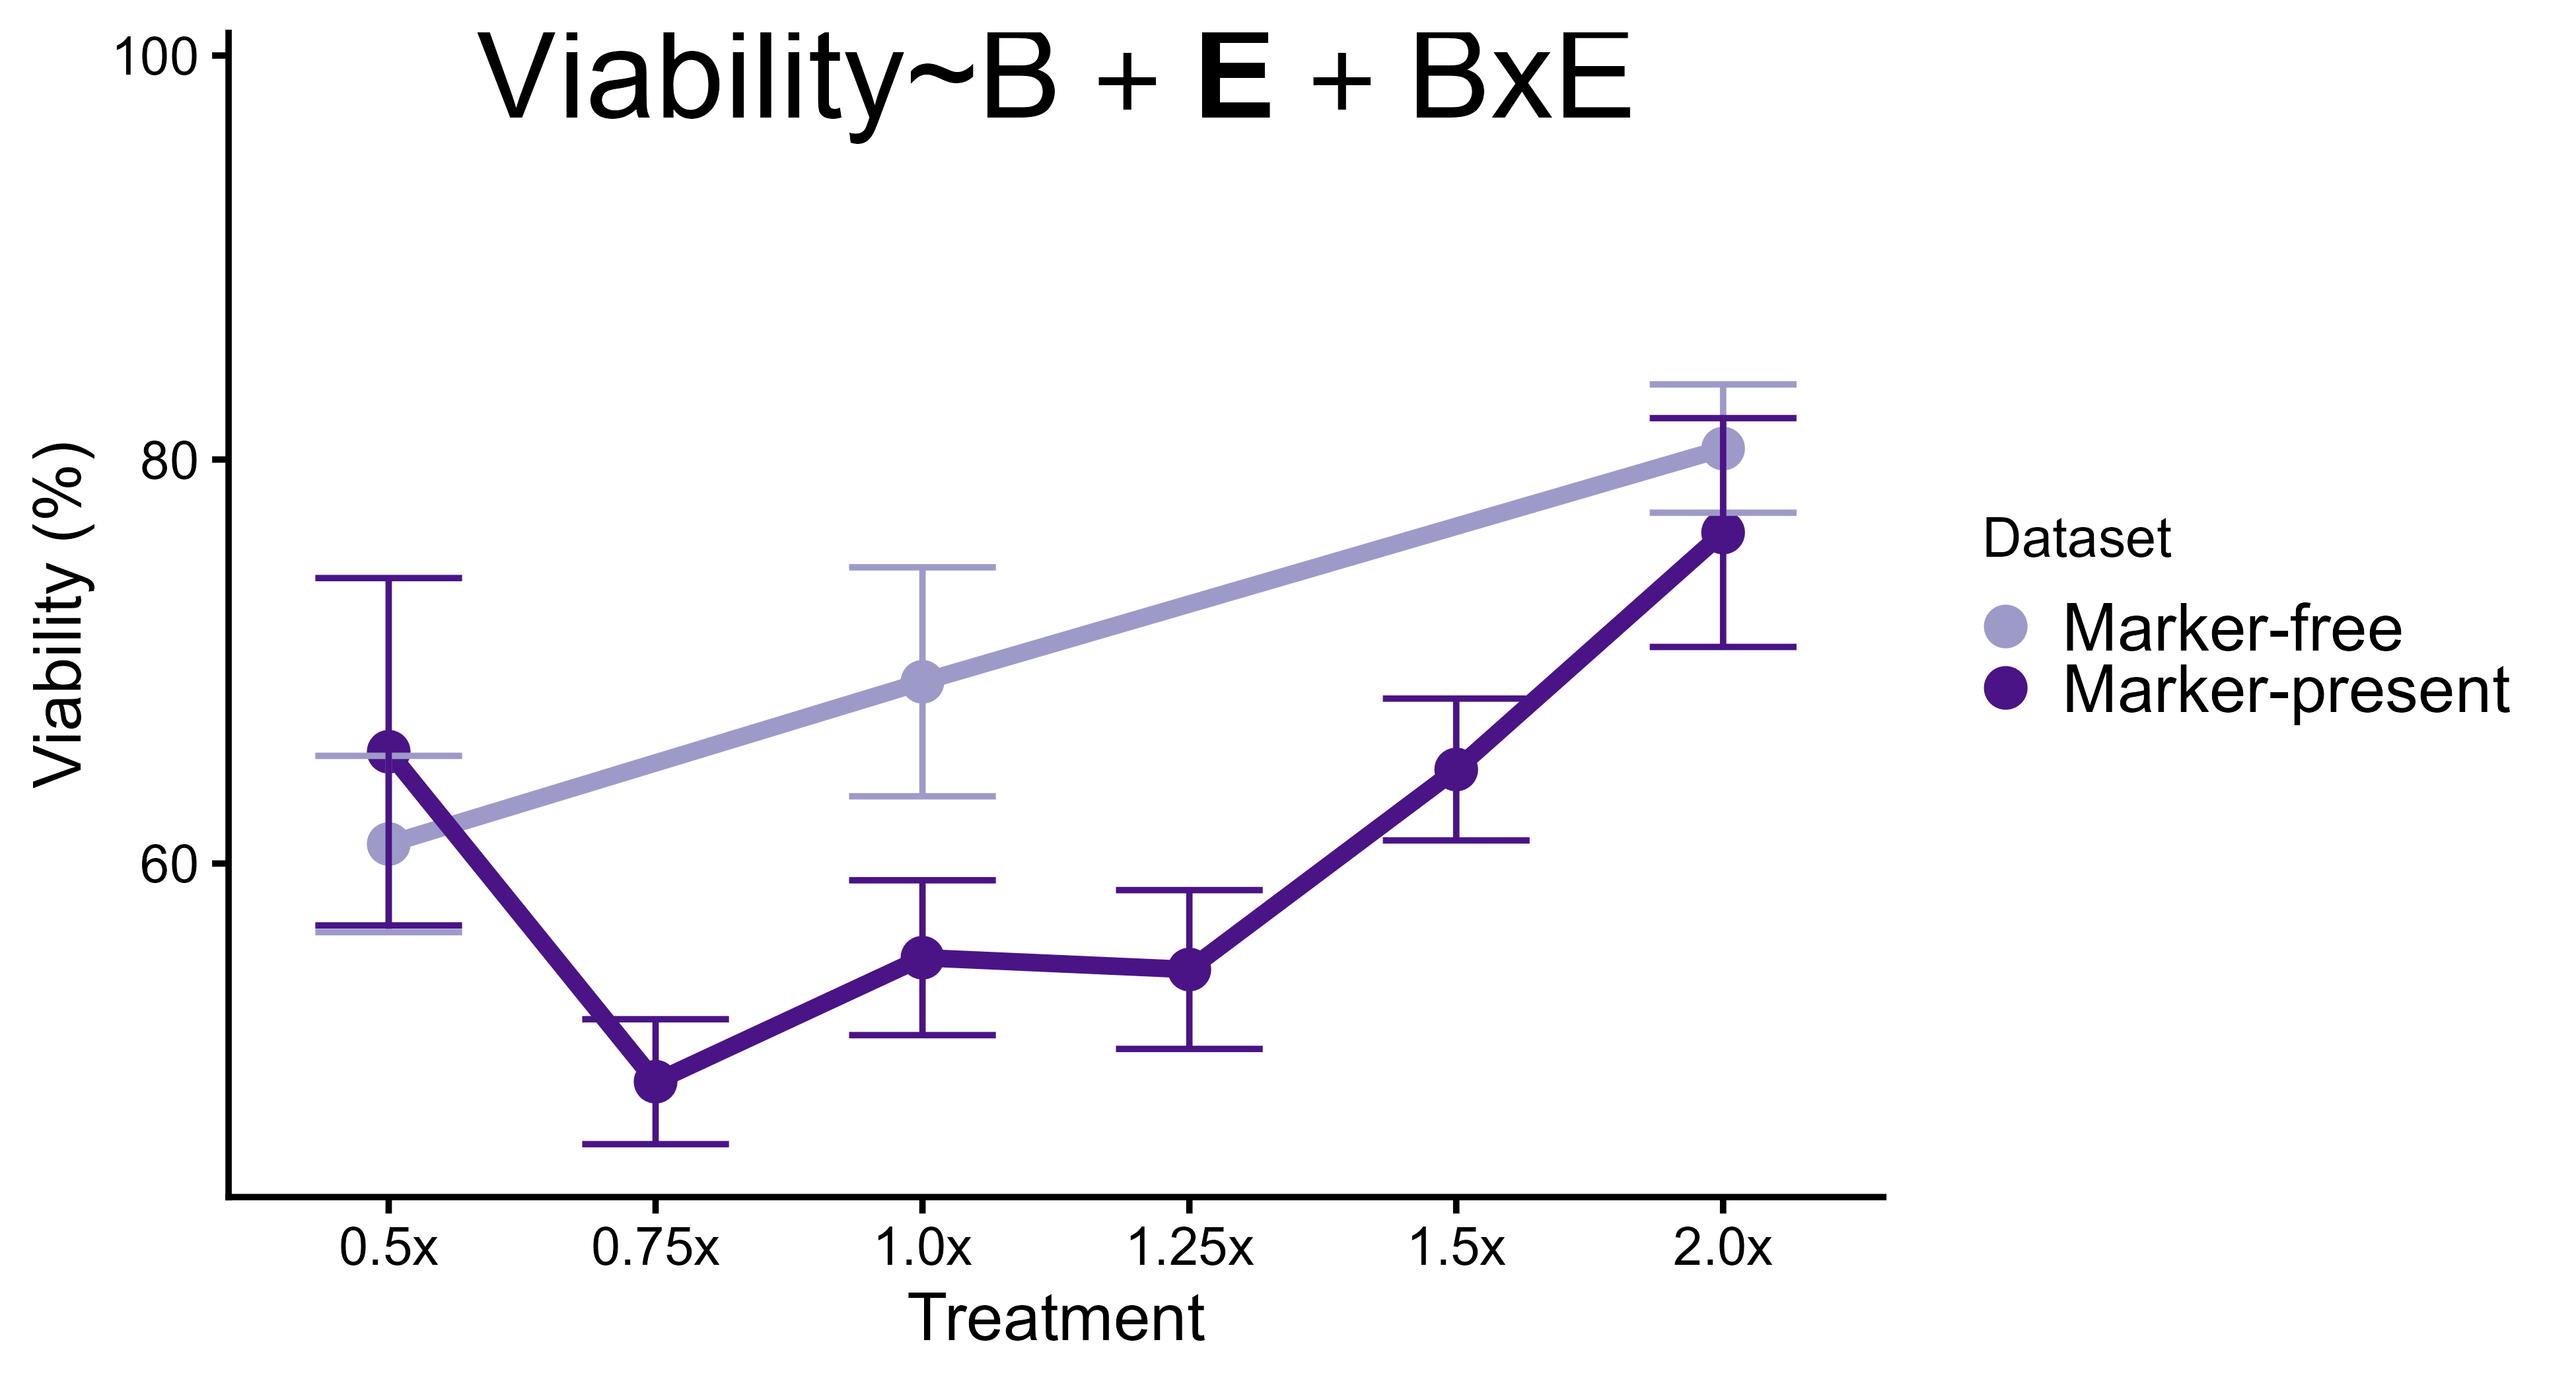 Viability~B + E + BxE
100
80
60
Viability (%)
0.5x 0.75x 1.0x 1.25x 1.5x 2.0x
Treatment
Dataset
Marker-free
Marker-present